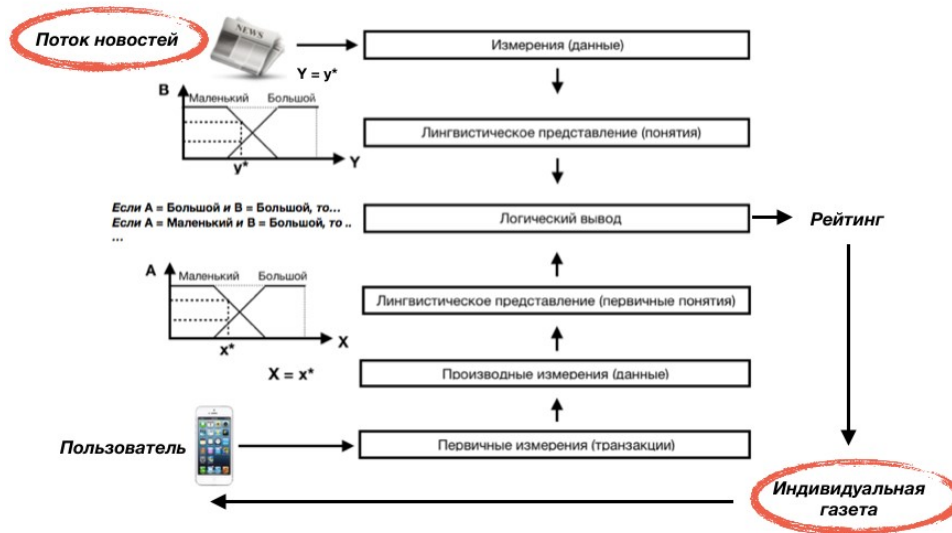 Поток новостей
NEWS
Измерения (данные)
Y = y*
B
Маленький Большой
Лингвистическое представление (понятия)
y*
Y
Если А = Большой и В = Большой, то...
Если А = Маленький и В = Большой, то ..
...
Логический вывод
Рейтинг
A
Маленький Большой
Лингвистическое представление (первичные понятия)
x*
X
X = x*
Производные измерения (данные)
Пользователь
Первичные измерения (транзакции)
Индивидуальная
газета